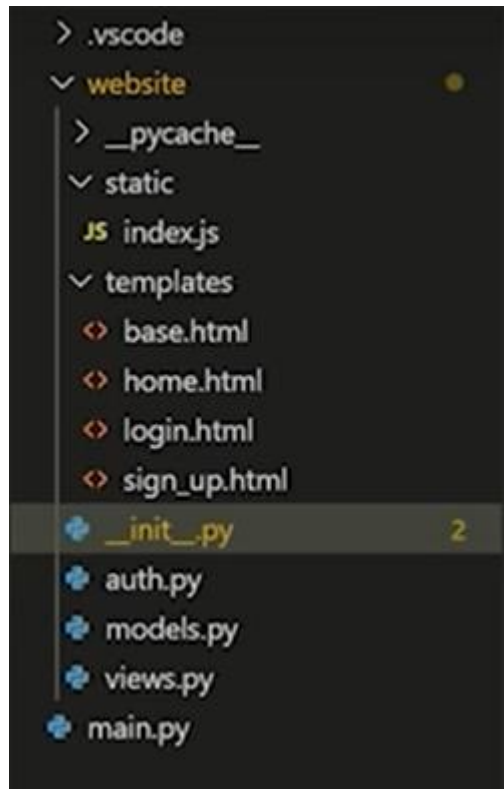 .vscode
website
__pycache__
static
JS index.js
templates
<> base.html
<> home.html
<> login.html
<> sign_up.html
__init__.py 2
auth.py
models.py
views.py
main.py